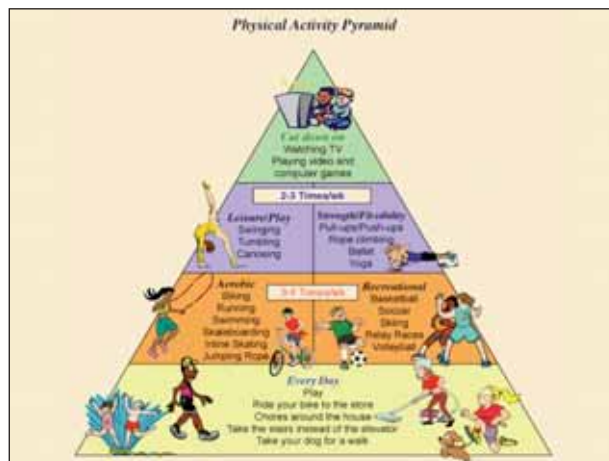 Physical Activity Pyramid
Cut down on
Watching TV
Playing video and
computer games
2-3 Times/wk
Leisure/Play
Swinging
Tumbling
Canoeing
Strength/Flexibility
Pull-ups/Push-ups
Rope climbing
Ballet
Yoga
3-5 Times/wk
Aerobic
Biking
Running
Swimming
Skateboarding
Inline Skating
Jumping Rope
Recreational
Basketball
Soccer
Skiing
Relay Races
Volleyball
Every Day
Play
Ride your bike to the store
Chores around the house
Take the stairs instead of the elevator
Take your dog for a walk